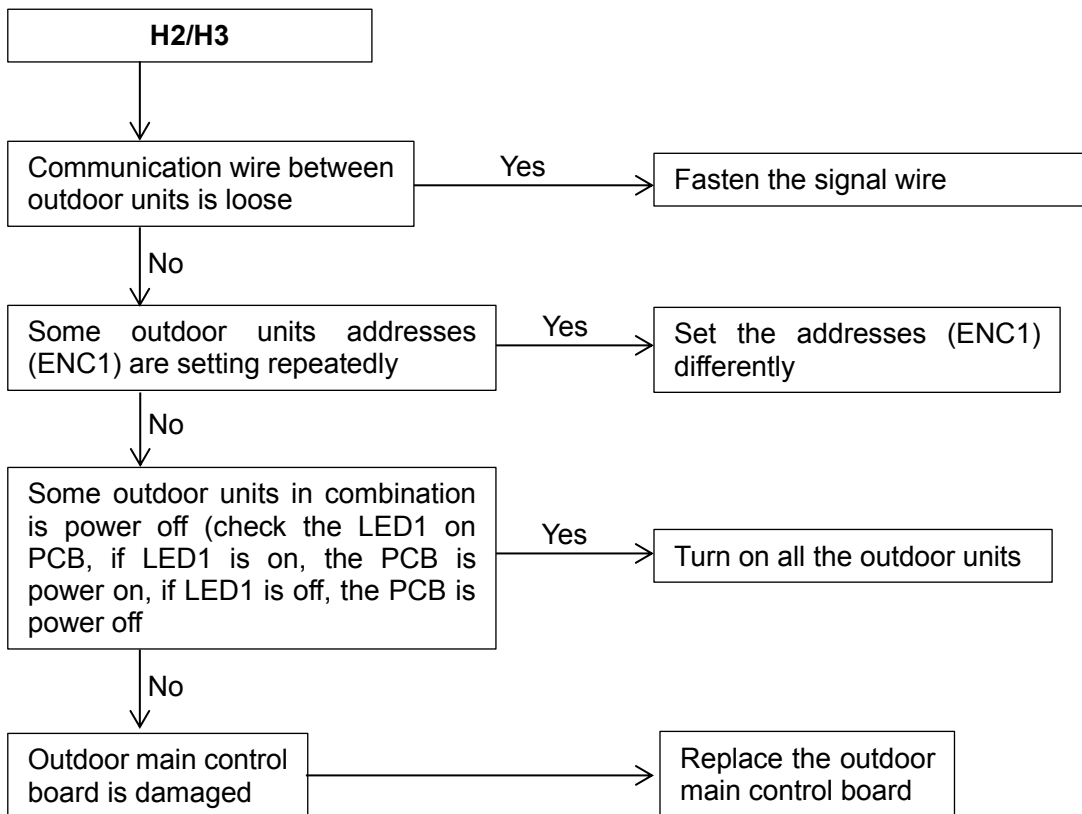 H2/H3
Communication wire between
outdoor units is loose
Yes
Fasten the signal wire
No
Some outdoor units addresses
(ENC1) are setting repeatedly
Yes
Set the addresses (ENC1)
differently
No
Some outdoor units in combination
is power off (check the LED1 on
PCB, if LED1 is on, the PCB is
power on, if LED1 is off, the PCB is
power off
Yes
Turn on all the outdoor units
No
Outdoor main control
board is damaged
Replace the outdoor
main control board